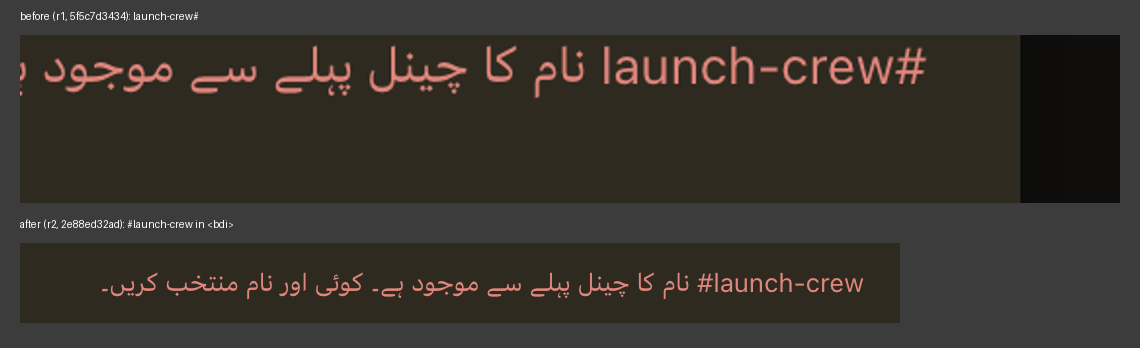 before (r1, 5f5c7d3434): launch-crew#
#launch-crew نام کا چینل پہلے سے موجود
after (r2, 2e88ed32ad): #launch-crew in <bdi>
#launch-crew نام کا چینل پہلے سے موجود ہے۔ کوئی اور نام منتخب کریں۔